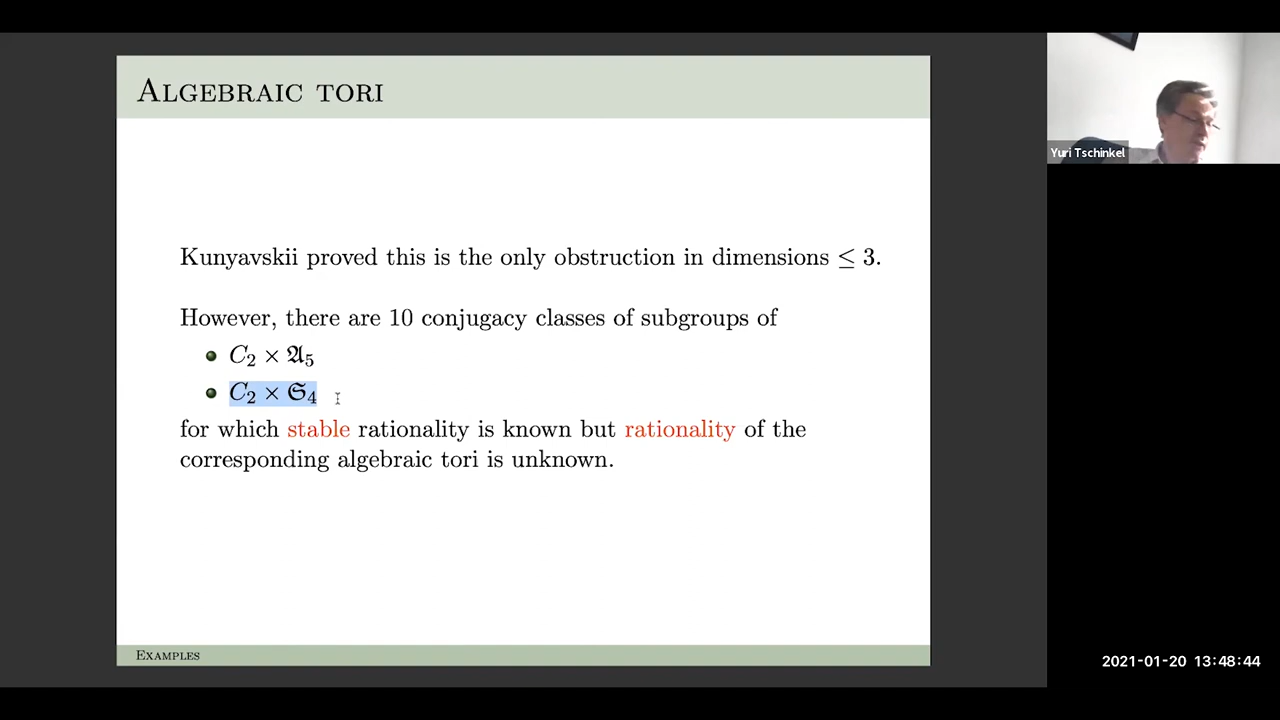 ALGEBRAIC TORI
Yuri Tschinkel
Kunyavskii proved this is the only obstruction in dimensions ≤ 3.
However, there are 10 conjugacy classes of subgroups of
C₂ × 𝔄₅
C₂ × 𝔖₄
for which stable rationality is known but rationality of the
corresponding algebraic tori is unknown.
EXAMPLES
2021-01-20 13:48:44